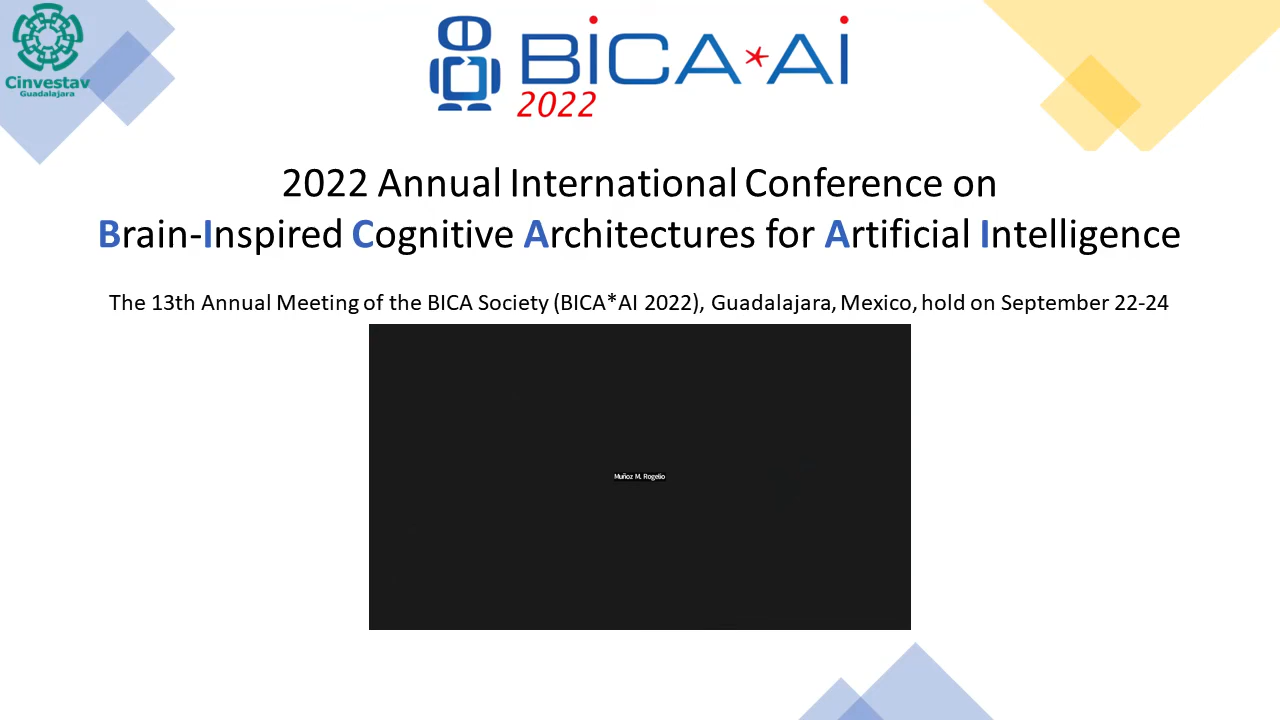 Cinvestav
Guadalajara
BiCA*Ai
2022
2022 Annual International Conference on
Brain-Inspired Cognitive Architectures for Artificial Intelligence
The 13th Annual Meeting of the BICA Society (BICA*AI 2022), Guadalajara, Mexico, hold on September 22-24
Muñoz M. Rogelio